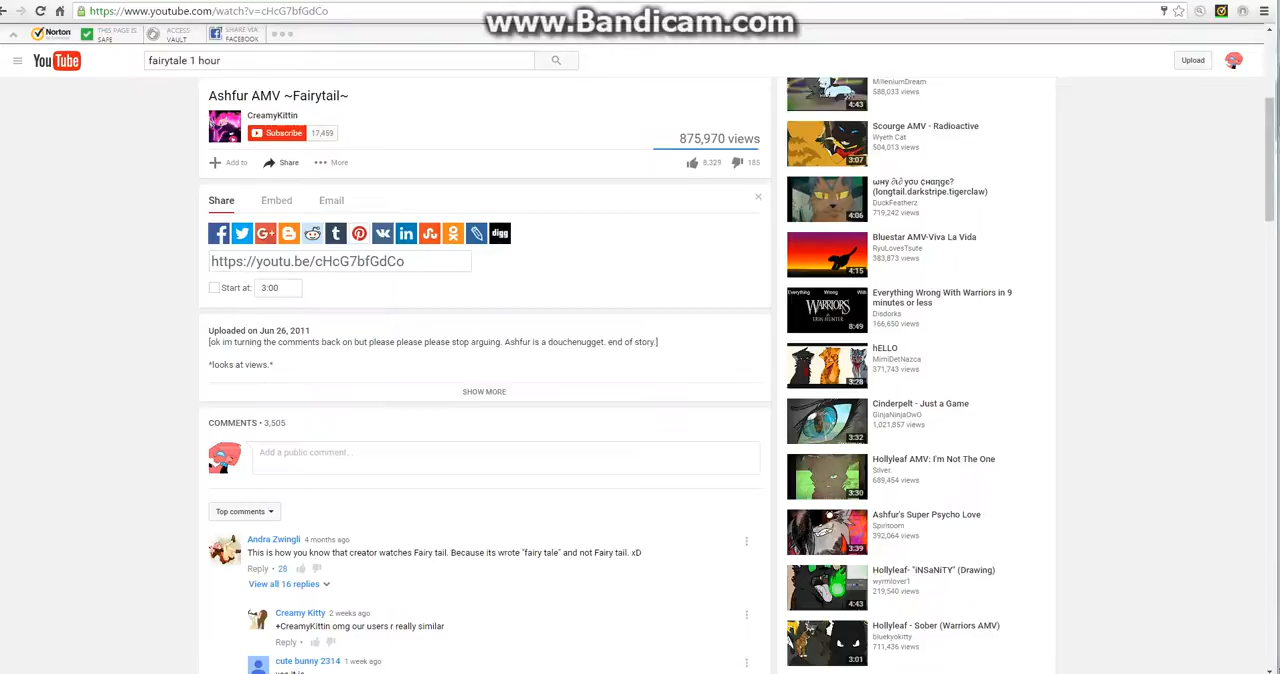 https://www.youtube.com/watch?v=cHcG7bfGdCo
www.Bandicam.com
Norton
THIS PAGE IS
SAFE
ACCESS
VAULT
SHARE VIA
FACEBOOK
YouTube
fairytale 1 hour
Upload
Ashfur AMV ~Fairytail~
CreamyKittin
Subscribe 17,459
875,970 views
Add to Share More
8,329 185
Share Embed Email
digg
https://youtu.be/cHcG7bfGdCo
Start at: 3:00
Uploaded on Jun 26, 2011
[ok im turning the comments back on but please please please stop arguing. Ashfur is a douchenugget. end of story.]
*looks at views.*
SHOW MORE
COMMENTS • 3,505
Add a public comment...
Top comments
Andra Zwingli 4 months ago
This is how you know that creator watches Fairy tail. Because its wrote "fairy tale" and not Fairy tail. xD
Reply • 28
View all 16 replies
Creamy Kitty 2 weeks ago
+CreamyKittin omg our users r really similar
Reply •
cute bunny 2314 1 week ago
MilleniumDream
588,033 views
4:43
Scourge AMV - Radioactive
Wyeth Cat
504,013 views
3:07
ωну ∂ι∂ уσυ ¢нαηgє?
(longtail.darkstripe.tigerclaw)
DuckFeatherz
719,242 views
4:06
Bluestar AMV-Viva La Vida
RyuLovesTsute
383,873 views
4:15
Everything Wrong With Warriors in 9
minutes or less
Disdorks
166,650 views
Everything Wrong With
WARRIORS
ERIN HUNTER
8:49
hELLO
MimiDetNazca
371,743 views
3:28
Cinderpelt - Just a Game
GinjaNinjaOwO
1,021,857 views
3:32
Hollyleaf AMV: I'm Not The One
Silver.
689,454 views
3:30
Ashfur's Super Psycho Love
Spiritoom
392,064 views
3:39
Hollyleaf- "iNSaNiTY" (Drawing)
wyrmlover1
219,540 views
4:43
Hollyleaf - Sober (Warriors AMV)
bluekyokitty
711,436 views
3:01